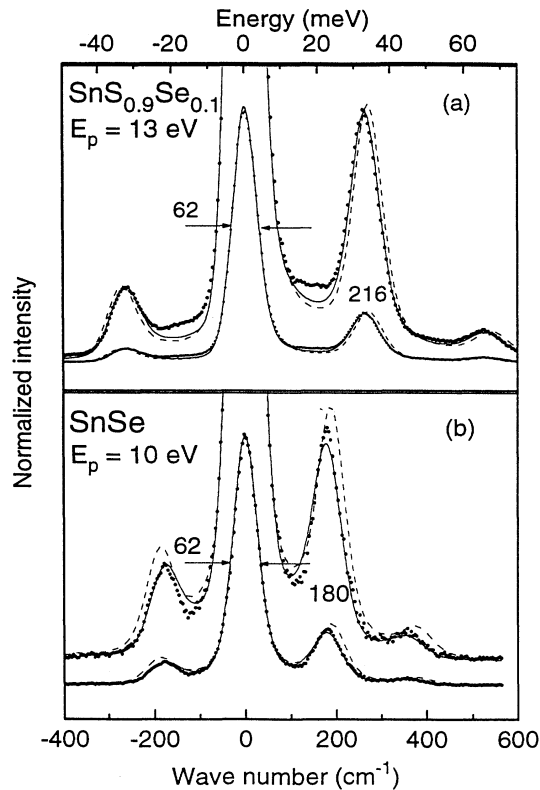 Energy (meV)
-40 -20 0 20 40 60
SnS0.9Se0.1
(a)
Ep = 13 eV
62
216
Normalized intensity
SnSe
(b)
Ep = 10 eV
62
180
-400 -200 0 200 400 600
Wave number (cm-1)